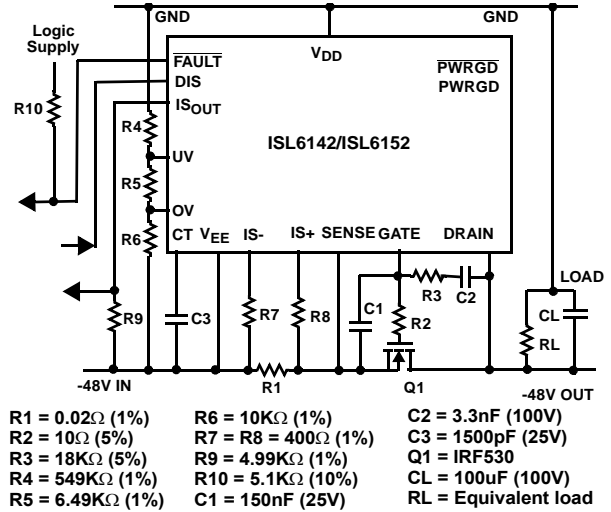 GND
GND
Logic
Supply
V_DD
FAULT
PWRGD
DIS
PWRGD
IS_OUT
R10
R4
ISL6142/ISL6152
UV
R5
OV
R6
CT V_EE IS- IS+ SENSE GATE DRAIN
LOAD
R3 C2
C1
R9 C3 R7 R8 R2 CL
RL
-48V IN
R1
Q1
-48V OUT
R1 = 0.02Ω (1%)
R2 = 10Ω (5%)
R3 = 18KΩ (5%)
R4 = 549KΩ (1%)
R5 = 6.49KΩ (1%)
R6 = 10KΩ (1%)
R7 = R8 = 400Ω (1%)
R9 = 4.99KΩ (1%)
R10 = 5.1KΩ (10%)
C1 = 150nF (25V)
C2 = 3.3nF (100V)
C3 = 1500pF (25V)
Q1 = IRF530
CL = 100uF (100V)
RL = Equivalent load